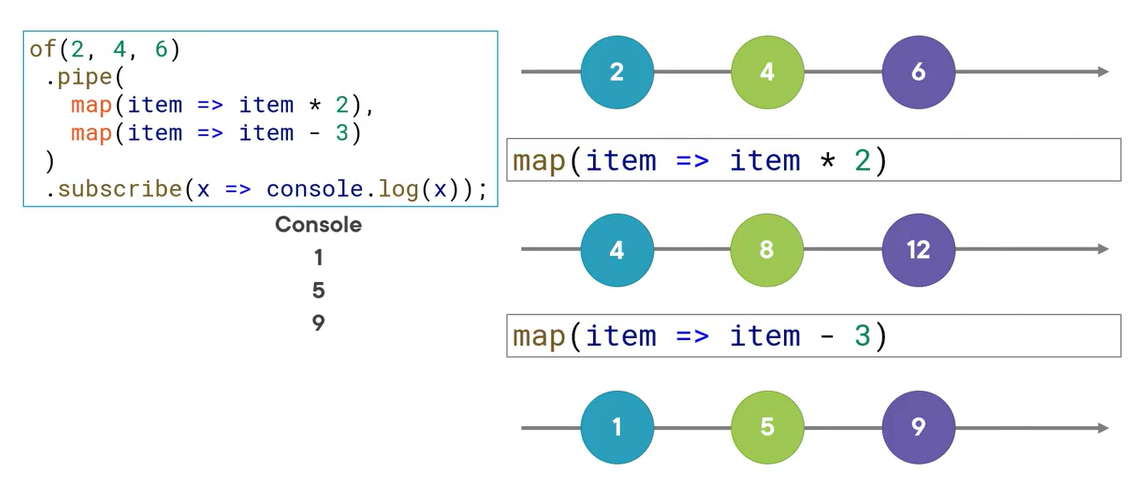 of(2, 4, 6)
.pipe(
map(item => item * 2),
map(item => item - 3)
)
.subscribe(x => console.log(x));
Console
1
5
9
2 4 6
map(item => item * 2)
4 8 12
map(item => item - 3)
1 5 9